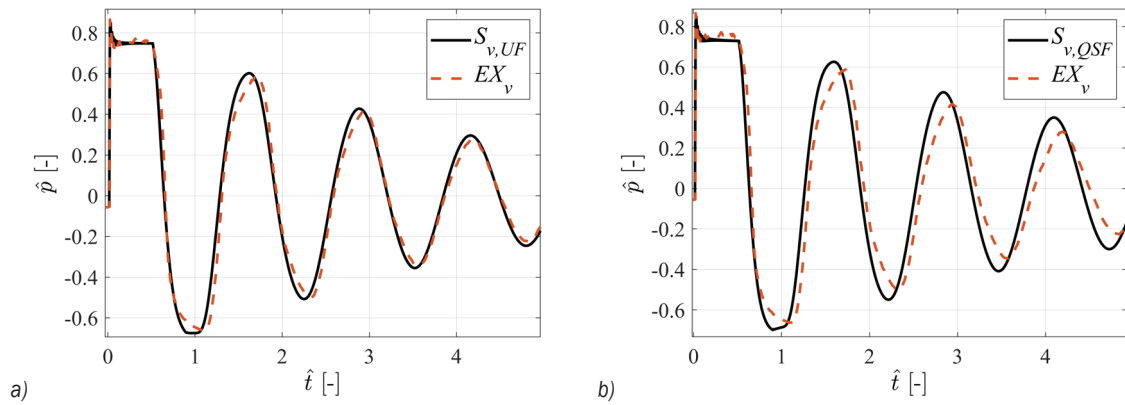 0.8
0.6
0.4
0.2
0
-0.2
-0.4
-0.6
p̂ [-]
S_{v,UF}
EX_v
0 1 2 3 4
t̂ [-]
a)
0.8
0.6
0.4
0.2
0
-0.2
-0.4
-0.6
p̂ [-]
S_{v,QSF}
EX_v
0 1 2 3 4
t̂ [-]
b)